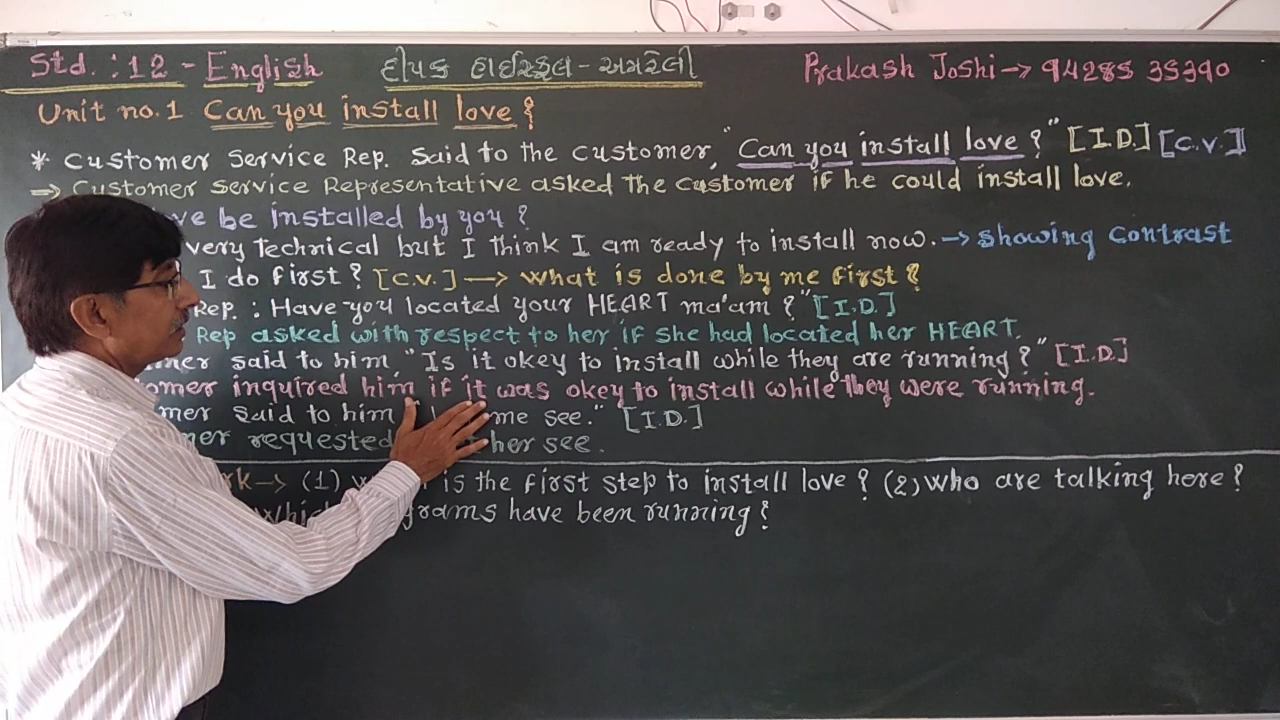 Std. : 12 - English દીપક હાઈસ્કૂલ - અમરેલી Prakash Joshi → 94285 35390
Unit no. 1 Can you install love ?
* Customer Service Rep. Said to the customer, "Can you install love ?" [I.D.] [C.V.]
⇒ Customer Service Representative asked the customer if he could install love.
ve be installed by you ?
very technical but I think I am ready to install now. → Showing Contrast
I do first ? [C.V.] → What is done by me first ?
Rep. : Have you located your HEART ma'am ?" [I.D.]
Rep asked with respect to her if she had located her HEART.
mer said to him, "Is it okey to install while they are running ?" [I.D.]
omer inquired him if it was okey to install while they were running.
mer said to him me see." [I.D.]
mer requested her see.
rk → (1) is the first step to install love ? (2) Who are talking here ?
which grams have been running ?